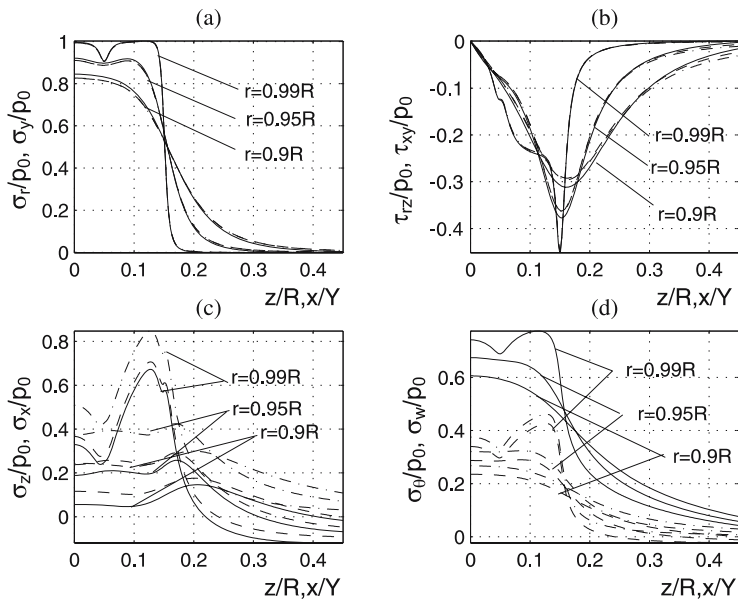 (a)
σr/p0, σy/p0
1
0.8
0.6
0.4
0.2
0
r=0.99R
r=0.95R
r=0.9R
0 0.1 0.2 0.3 0.4
z/R,x/Y
(b)
τrz/p0, τxy/p0
0
-0.1
-0.2
-0.3
-0.4
r=0.99R
r=0.95R
r=0.9R
0 0.1 0.2 0.3 0.4
z/R,x/Y
(c)
σz/p0, σx/p0
0.8
0.6
0.4
0.2
0
r=0.99R
r=0.95R
r=0.9R
0 0.1 0.2 0.3 0.4
z/R,x/Y
(d)
σθ/p0, σw/p0
0.6
0.4
0.2
0
r=0.99R
r=0.95R
r=0.9R
0 0.1 0.2 0.3 0.4
z/R,x/Y